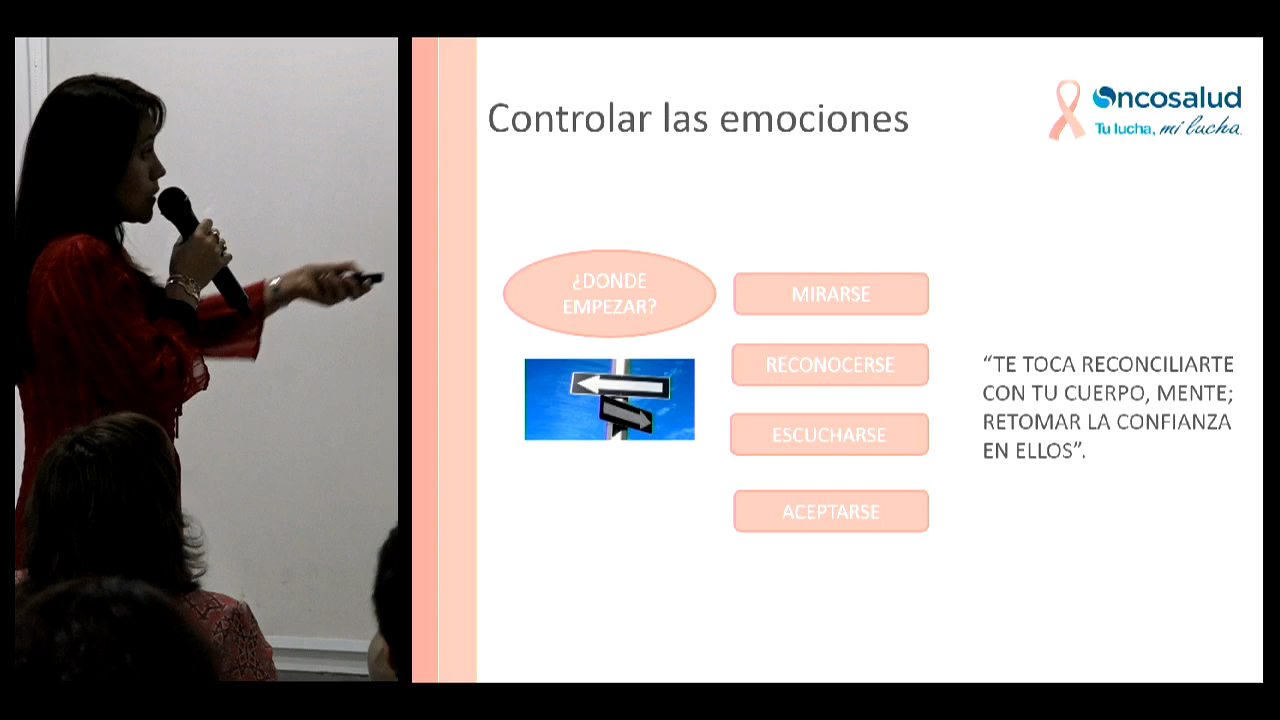 Controlar las emociones
Oncosalud
Tu lucha, mi lucha.
¿DONDE
EMPEZAR?
MIRARSE
RECONOCERSE
ESCUCHARSE
ACEPTARSE
“TE TOCA RECONCILIARTE
CON TU CUERPO, MENTE;
RETOMAR LA CONFIANZA
EN ELLOS”.